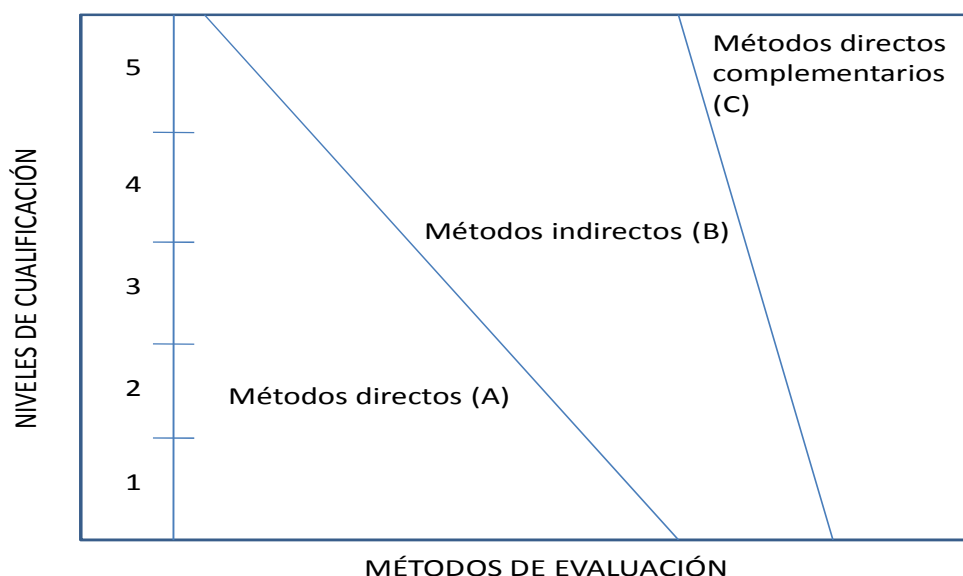 NIVELES DE CUALIFICACIÓN
5
4
3
2
1
Métodos directos
complementarios
(C)
Métodos indirectos (B)
Métodos directos (A)
MÉTODOS DE EVALUACIÓN